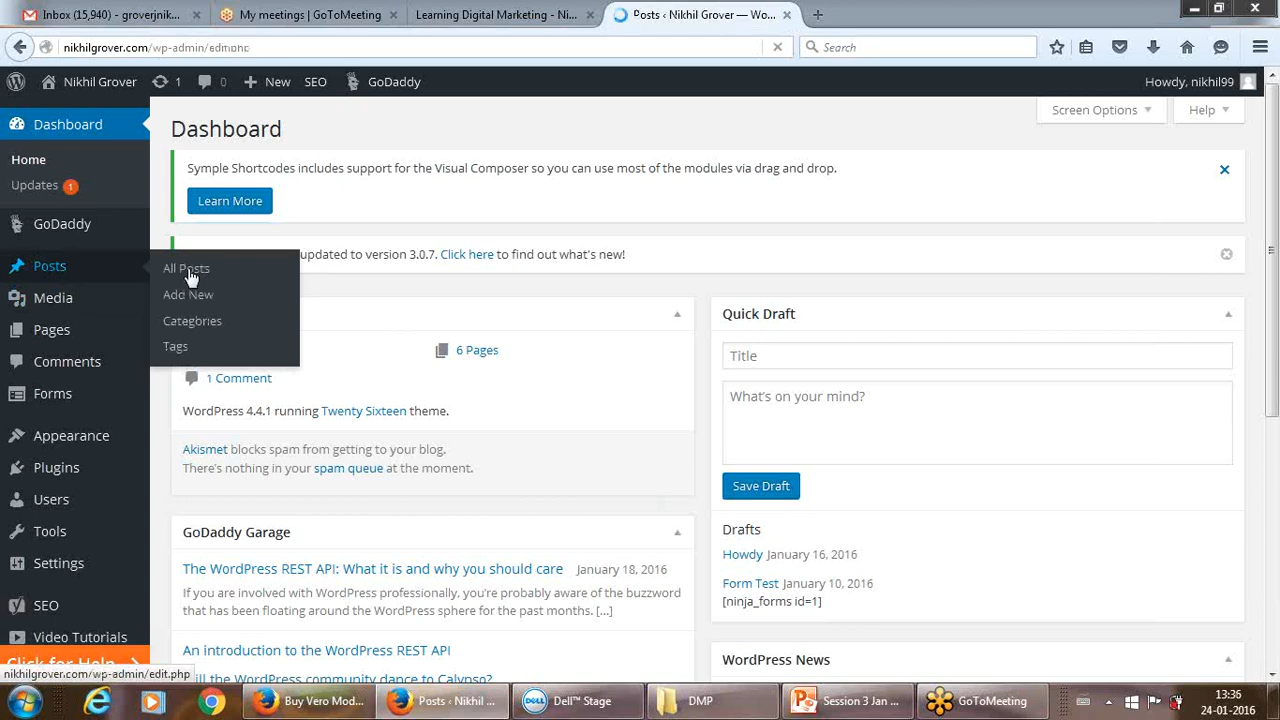 Inbox (15,940) - groverjnik...
My meetings | GoToMeeting
Learning Digital Marketing - Ni...
Posts ‹ Nikhil Grover — Wo...
nikhilgrover.com/wp-admin/edit.php
Search
Nikhil Grover
1
0
New
SEO
GoDaddy
Howdy, nikhil99
Dashboard
Home
Updates 1
GoDaddy
Posts
Media
Pages
Comments
Forms
Appearance
Plugins
Users
Tools
Settings
SEO
Video Tutorials
Click for Help
All Posts
Add New
Categories
Tags
Dashboard
Screen Options
Help
Symple Shortcodes includes support for the Visual Composer so you can use most of the modules via drag and drop.
Learn More
updated to version 3.0.7. Click here to find out what's new!
6 Pages
1 Comment
WordPress 4.4.1 running Twenty Sixteen theme.
Akismet blocks spam from getting to your blog.
There's nothing in your spam queue at the moment.
GoDaddy Garage
The WordPress REST API: What it is and why you should care January 18, 2016
If you are involved with WordPress professionally, you're probably aware of the buzzword
that has been floating around the WordPress sphere for the past months. [...]
An introduction to the WordPress REST API
ill the WordPress community dance to Calypso?
Quick Draft
Title
What's on your mind?
Save Draft
Drafts
Howdy January 16, 2016
Form Test January 10, 2016
[ninja_forms id=1]
WordPress News
nikhilgrover.com/wp-admin/edit.php
Buy Vero Mod...
Posts ‹ Nikhil ...
Dell™ Stage
DMP
Session 3 Jan ...
GoToMeeting
13:36
24-01-2016